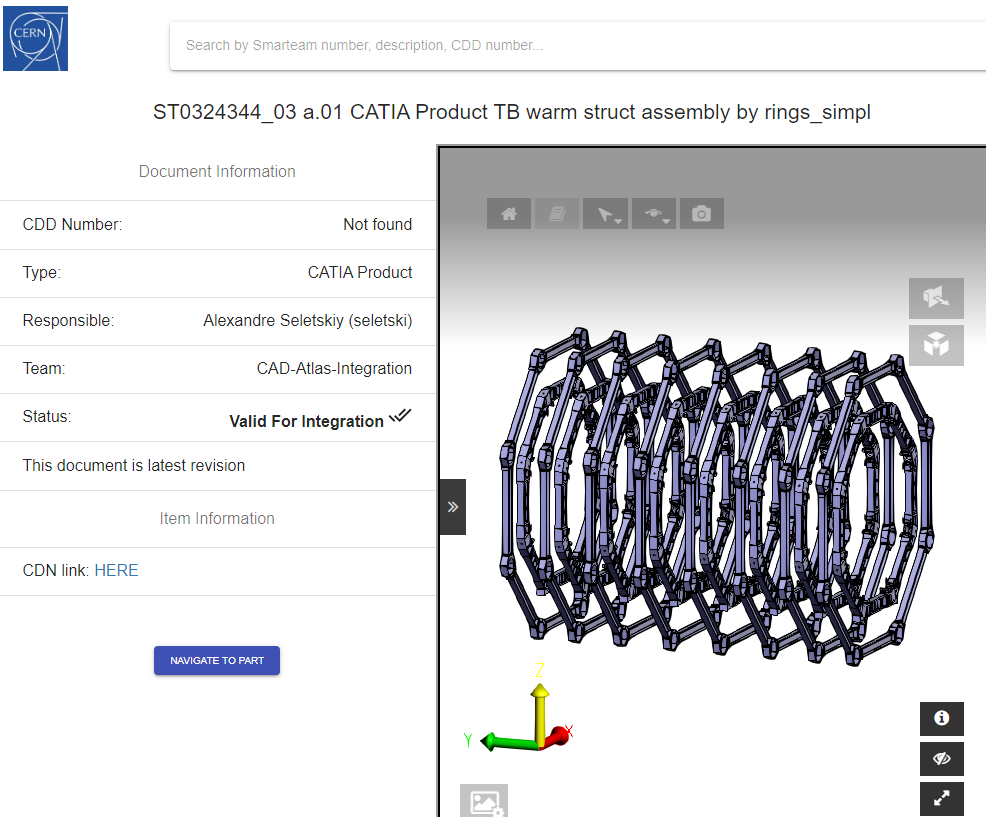 CERN
Search by Smarteam number, description, CDD number...
ST0324344_03 a.01 CATIA Product TB warm struct assembly by rings_simpl
Document Information
CDD Number: Not found
Type: CATIA Product
Responsible: Alexandre Seletskiy (seletski)
Team: CAD-Atlas-Integration
Status: Valid For Integration
This document is latest revision
Item Information
CDN link: HERE
NAVIGATE TO PART
Z
Y
X